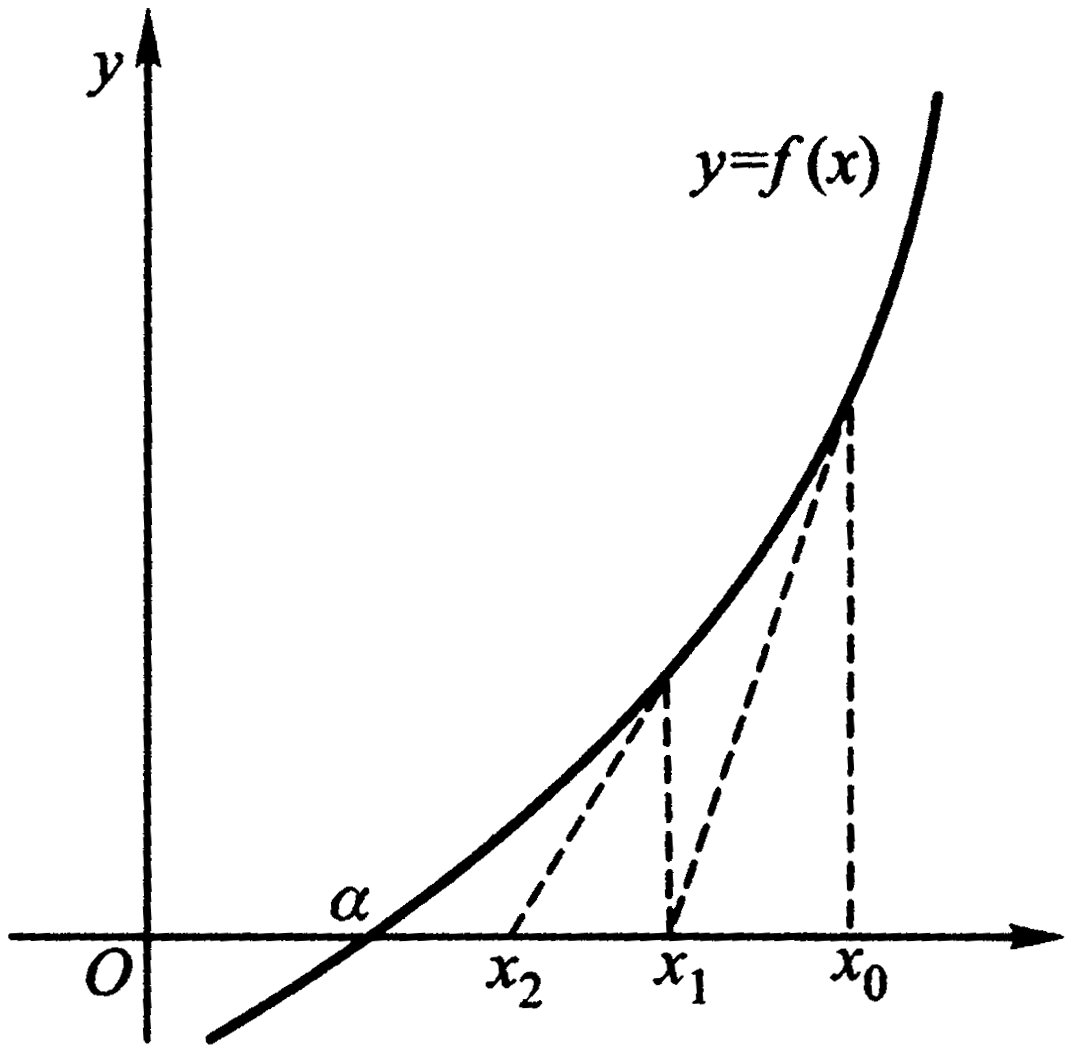 y
y=f(x)
α
O
x₂
x₁
x₀